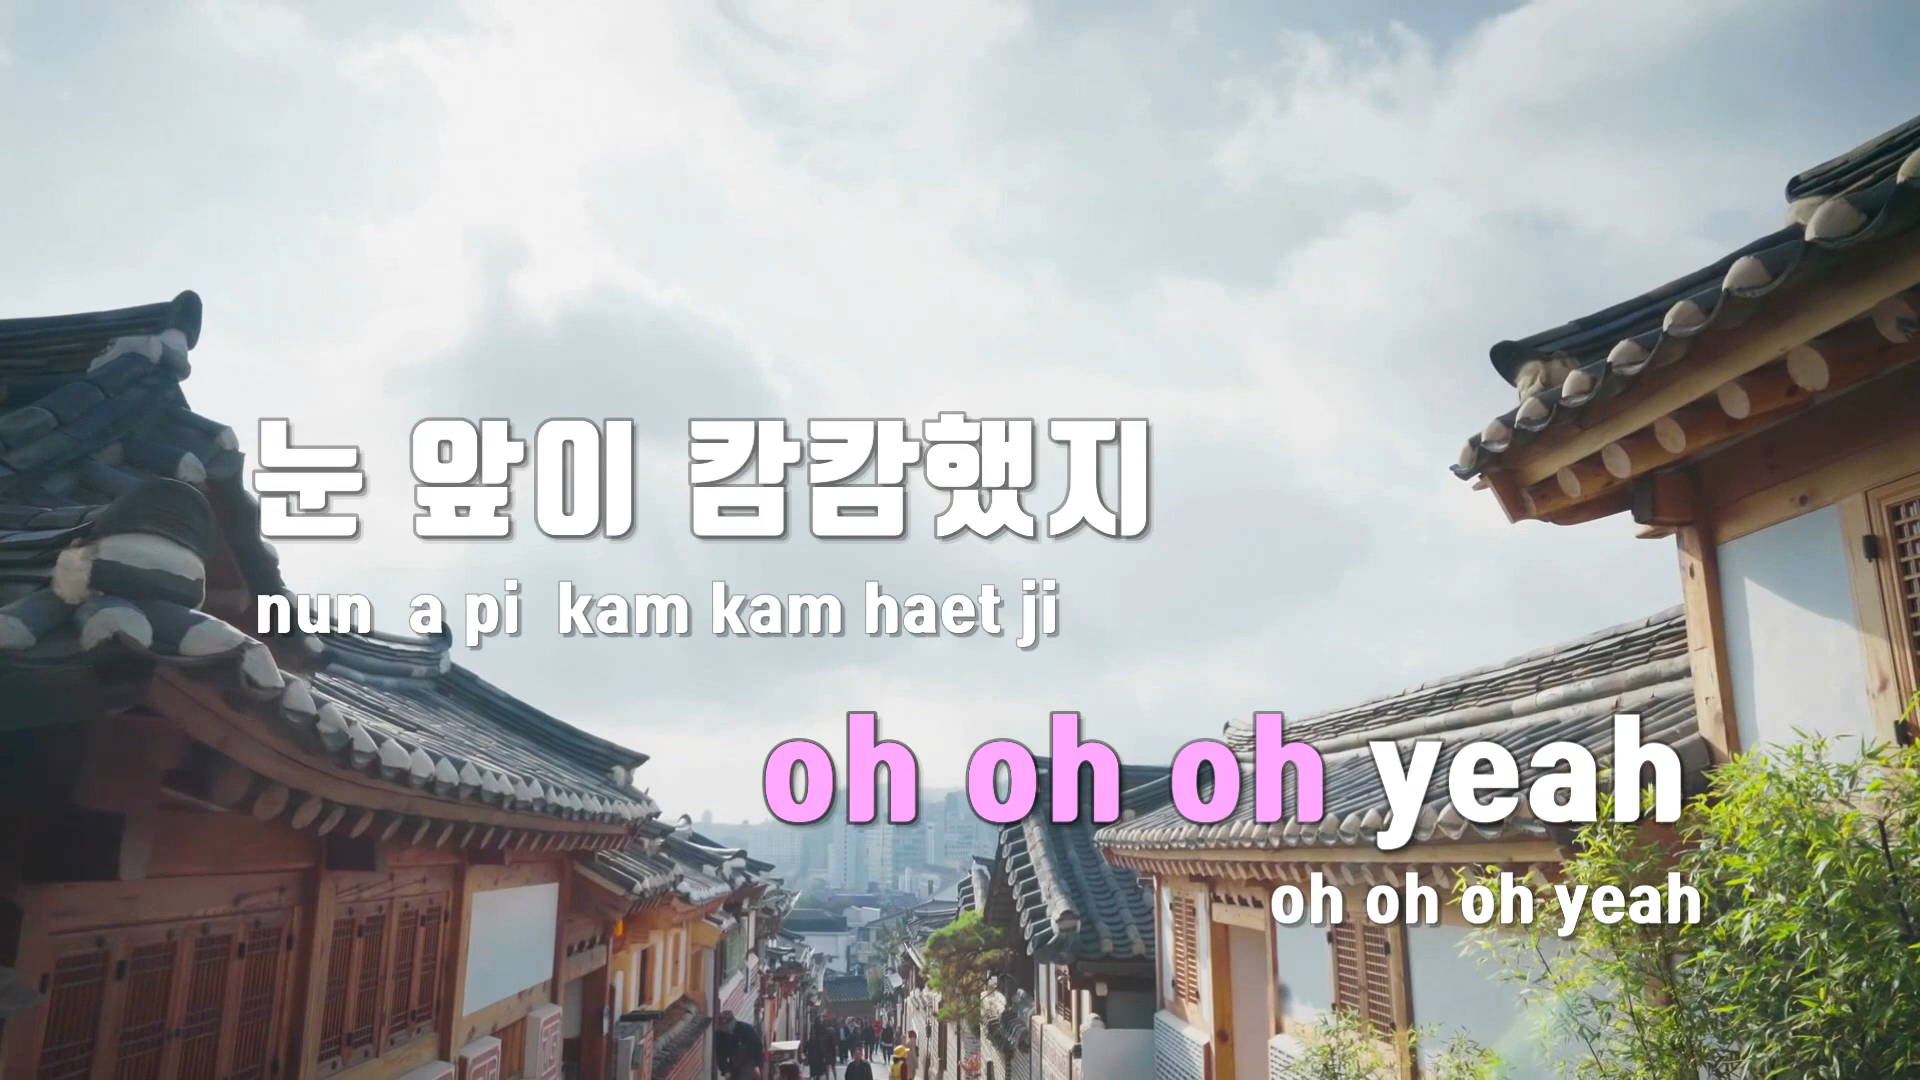 눈 앞이 캄캄했지
nun a pi kam kam haet ji
oh oh oh yeah
oh oh oh yeah